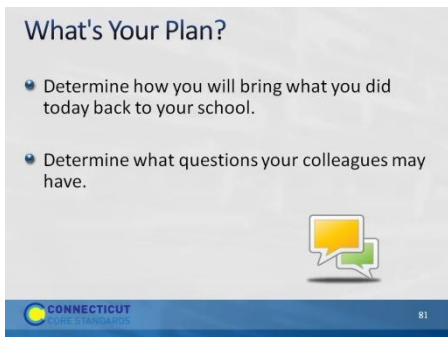 What's Your Plan?
Determine how you will bring what you did
today back to your school.
Determine what questions your colleagues may
have.
CONNECTICUT
CORE STANDARDS
81